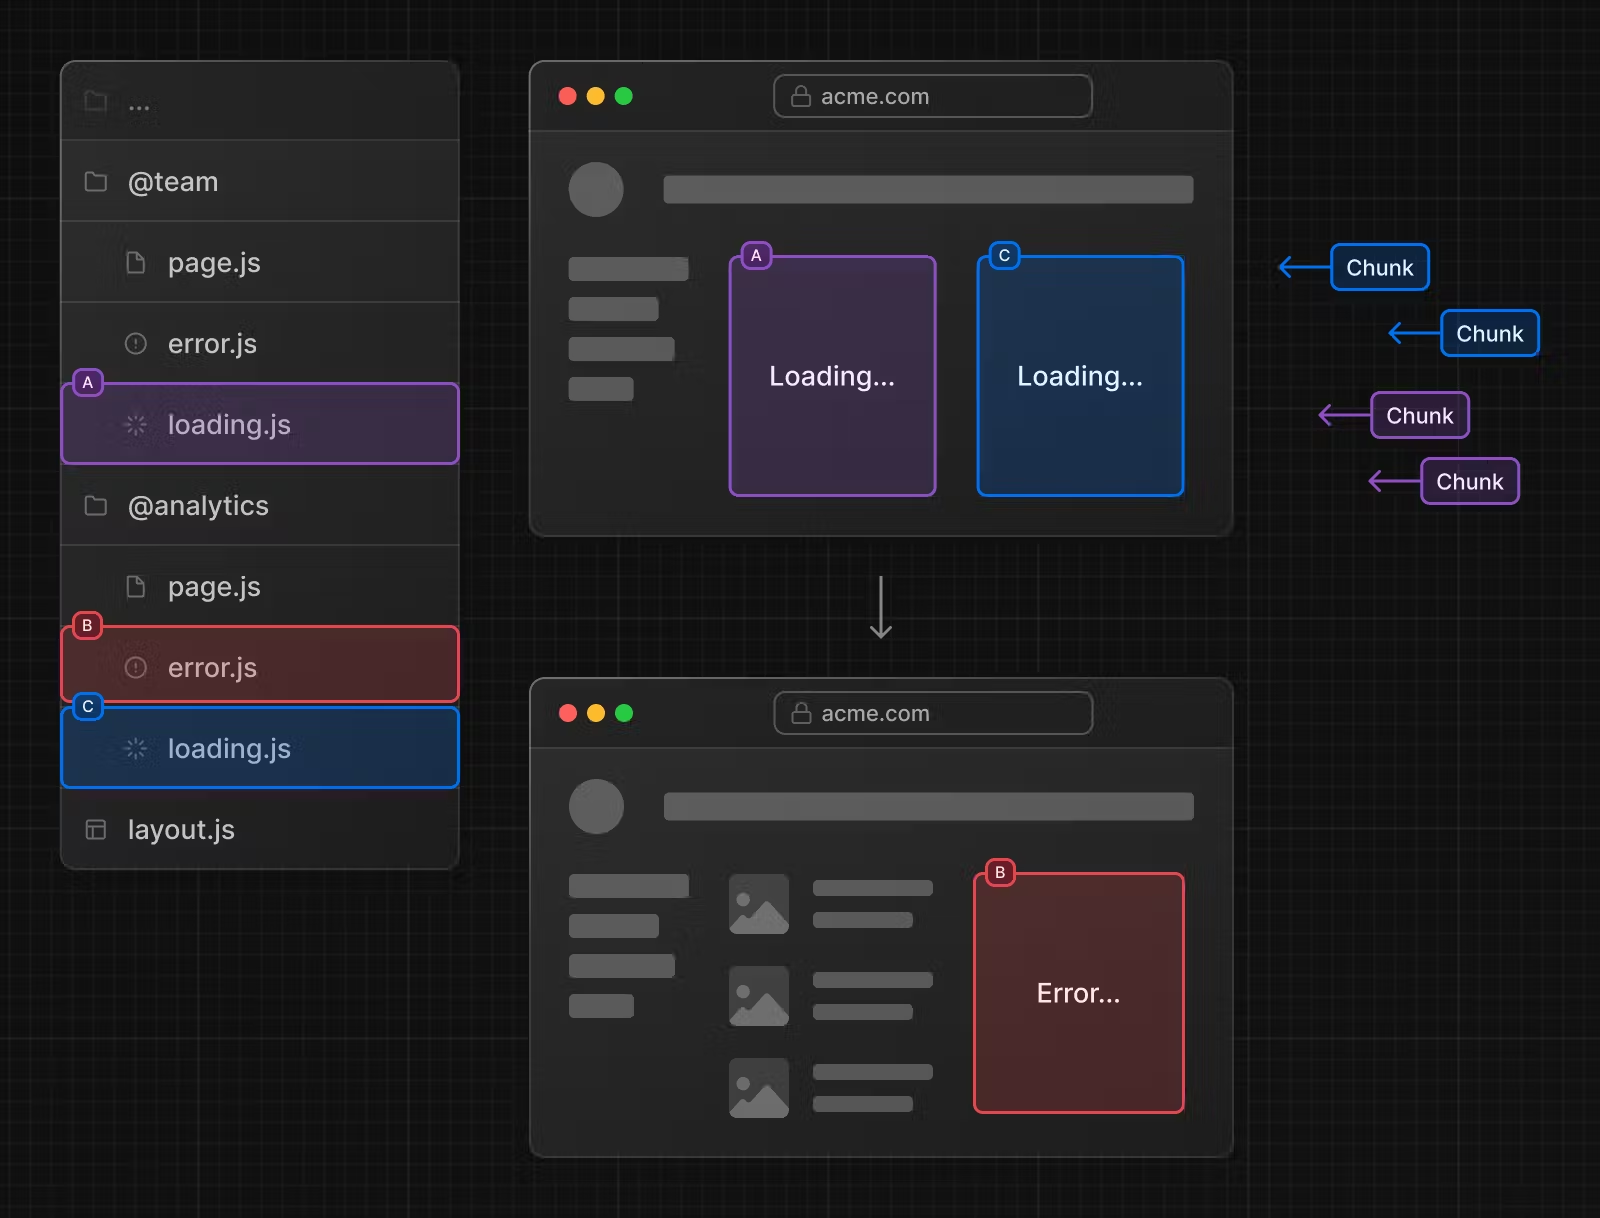 ...
@team
page.js
error.js
A
loading.js
@analytics
page.js
B
error.js
C
loading.js
layout.js
acme.com
A
Loading...
C
Loading...
Chunk
Chunk
Chunk
Chunk
acme.com
B
Error...